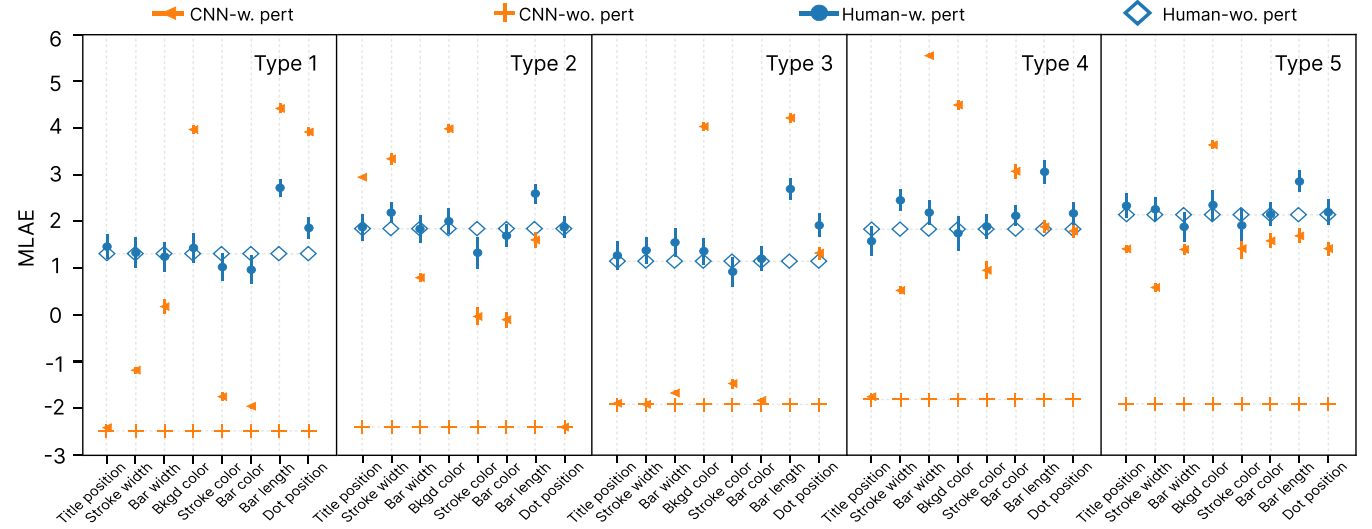 CNN-w. pert CNN-wo. pert Human-w. pert Human-wo. pert
Type 1 Type 2 Type 3 Type 4 Type 5
MLAE
6
5
4
3
2
1
0
-1
-2
-3
Title position Stroke width Bar width Bkgd color Stroke color Bar color Bar length Dot position
Title position Stroke width Bar width Bkgd color Stroke color Bar color Bar length Dot position
Title position Stroke width Bar width Bkgd color Stroke color Bar color Bar length Dot position
Title position Stroke width Bar width Bkgd color Stroke color Bar color Bar length Dot position
Title position Stroke width Bar width Bkgd color Stroke color Bar color Bar length Dot position